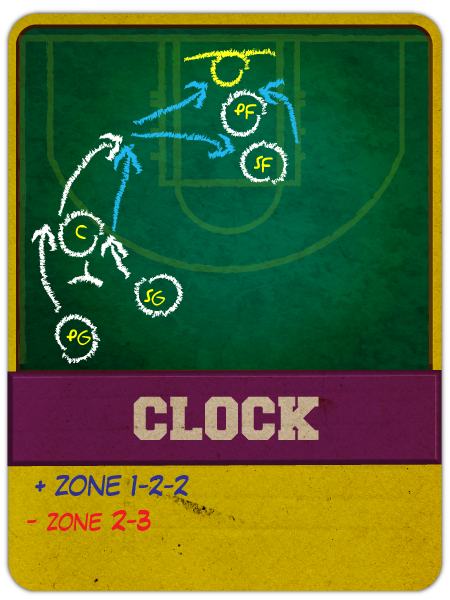 PF
SF
C
SG
PG
CLOCK
+ ZONE 1-2-2
- ZONE 2-3